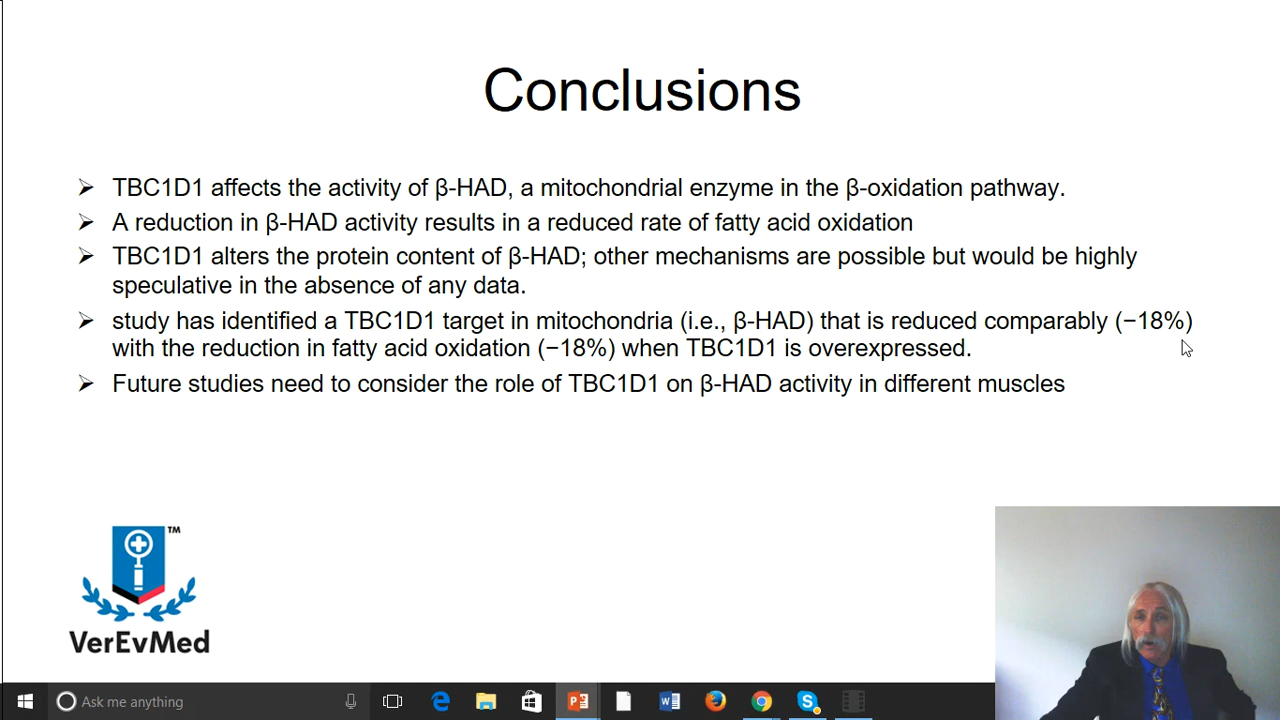 Conclusions
➢ TBC1D1 affects the activity of β-HAD, a mitochondrial enzyme in the β-oxidation pathway.
➢ A reduction in β-HAD activity results in a reduced rate of fatty acid oxidation
➢ TBC1D1 alters the protein content of β-HAD; other mechanisms are possible but would be highly
speculative in the absence of any data.
➢ study has identified a TBC1D1 target in mitochondria (i.e., β-HAD) that is reduced comparably (−18%)
with the reduction in fatty acid oxidation (−18%) when TBC1D1 is overexpressed.
➢ Future studies need to consider the role of TBC1D1 on β-HAD activity in different muscles
TM
VerEvMed
Ask me anything